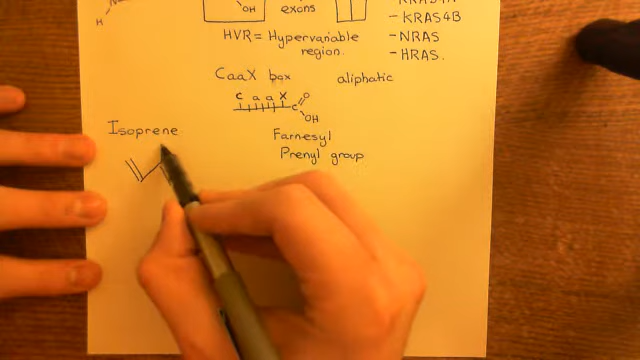 H
OH
exons
HVR = Hypervariable
region.
- KRAS4A
- KRAS4B
- NRAS
- HRAS.
CaaX box
aliphatic
C a a X
C
O
OH
Isoprene
Farnesyl
Prenyl group